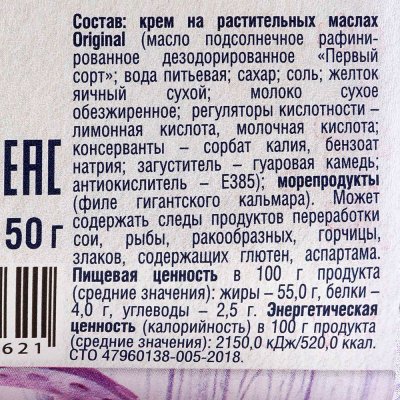 Состав: крем на растительных маслах
Original (масло подсолнечное рафини-
рованное дезодорированное «Первый
сорт»; вода питьевая; сахар; соль; желток
яичный сухой; молоко сухое
обезжиренное; регуляторы кислотности –
лимонная кислота, молочная кислота;
консерванты – сорбат калия, бензоат
натрия; загуститель – гуаровая камедь;
антиокислитель – Е385); морепродукты
(филе гигантского кальмара). Может
содержать следы продуктов переработки
сои, рыбы, ракообразных, горчицы,
злаков, содержащих глютен, аспартама.
Пищевая ценность в 100 г продукта
(средние значения): жиры – 55,0 г, белки –
4,0 г, углеводы – 2,5 г. Энергетическая
ценность (калорийность) в 100 г продукта
(средние значения): 2150,0 кДж/520,0 ккал.
СТО 47960138-005-2018.
ЕАС
50 г
621